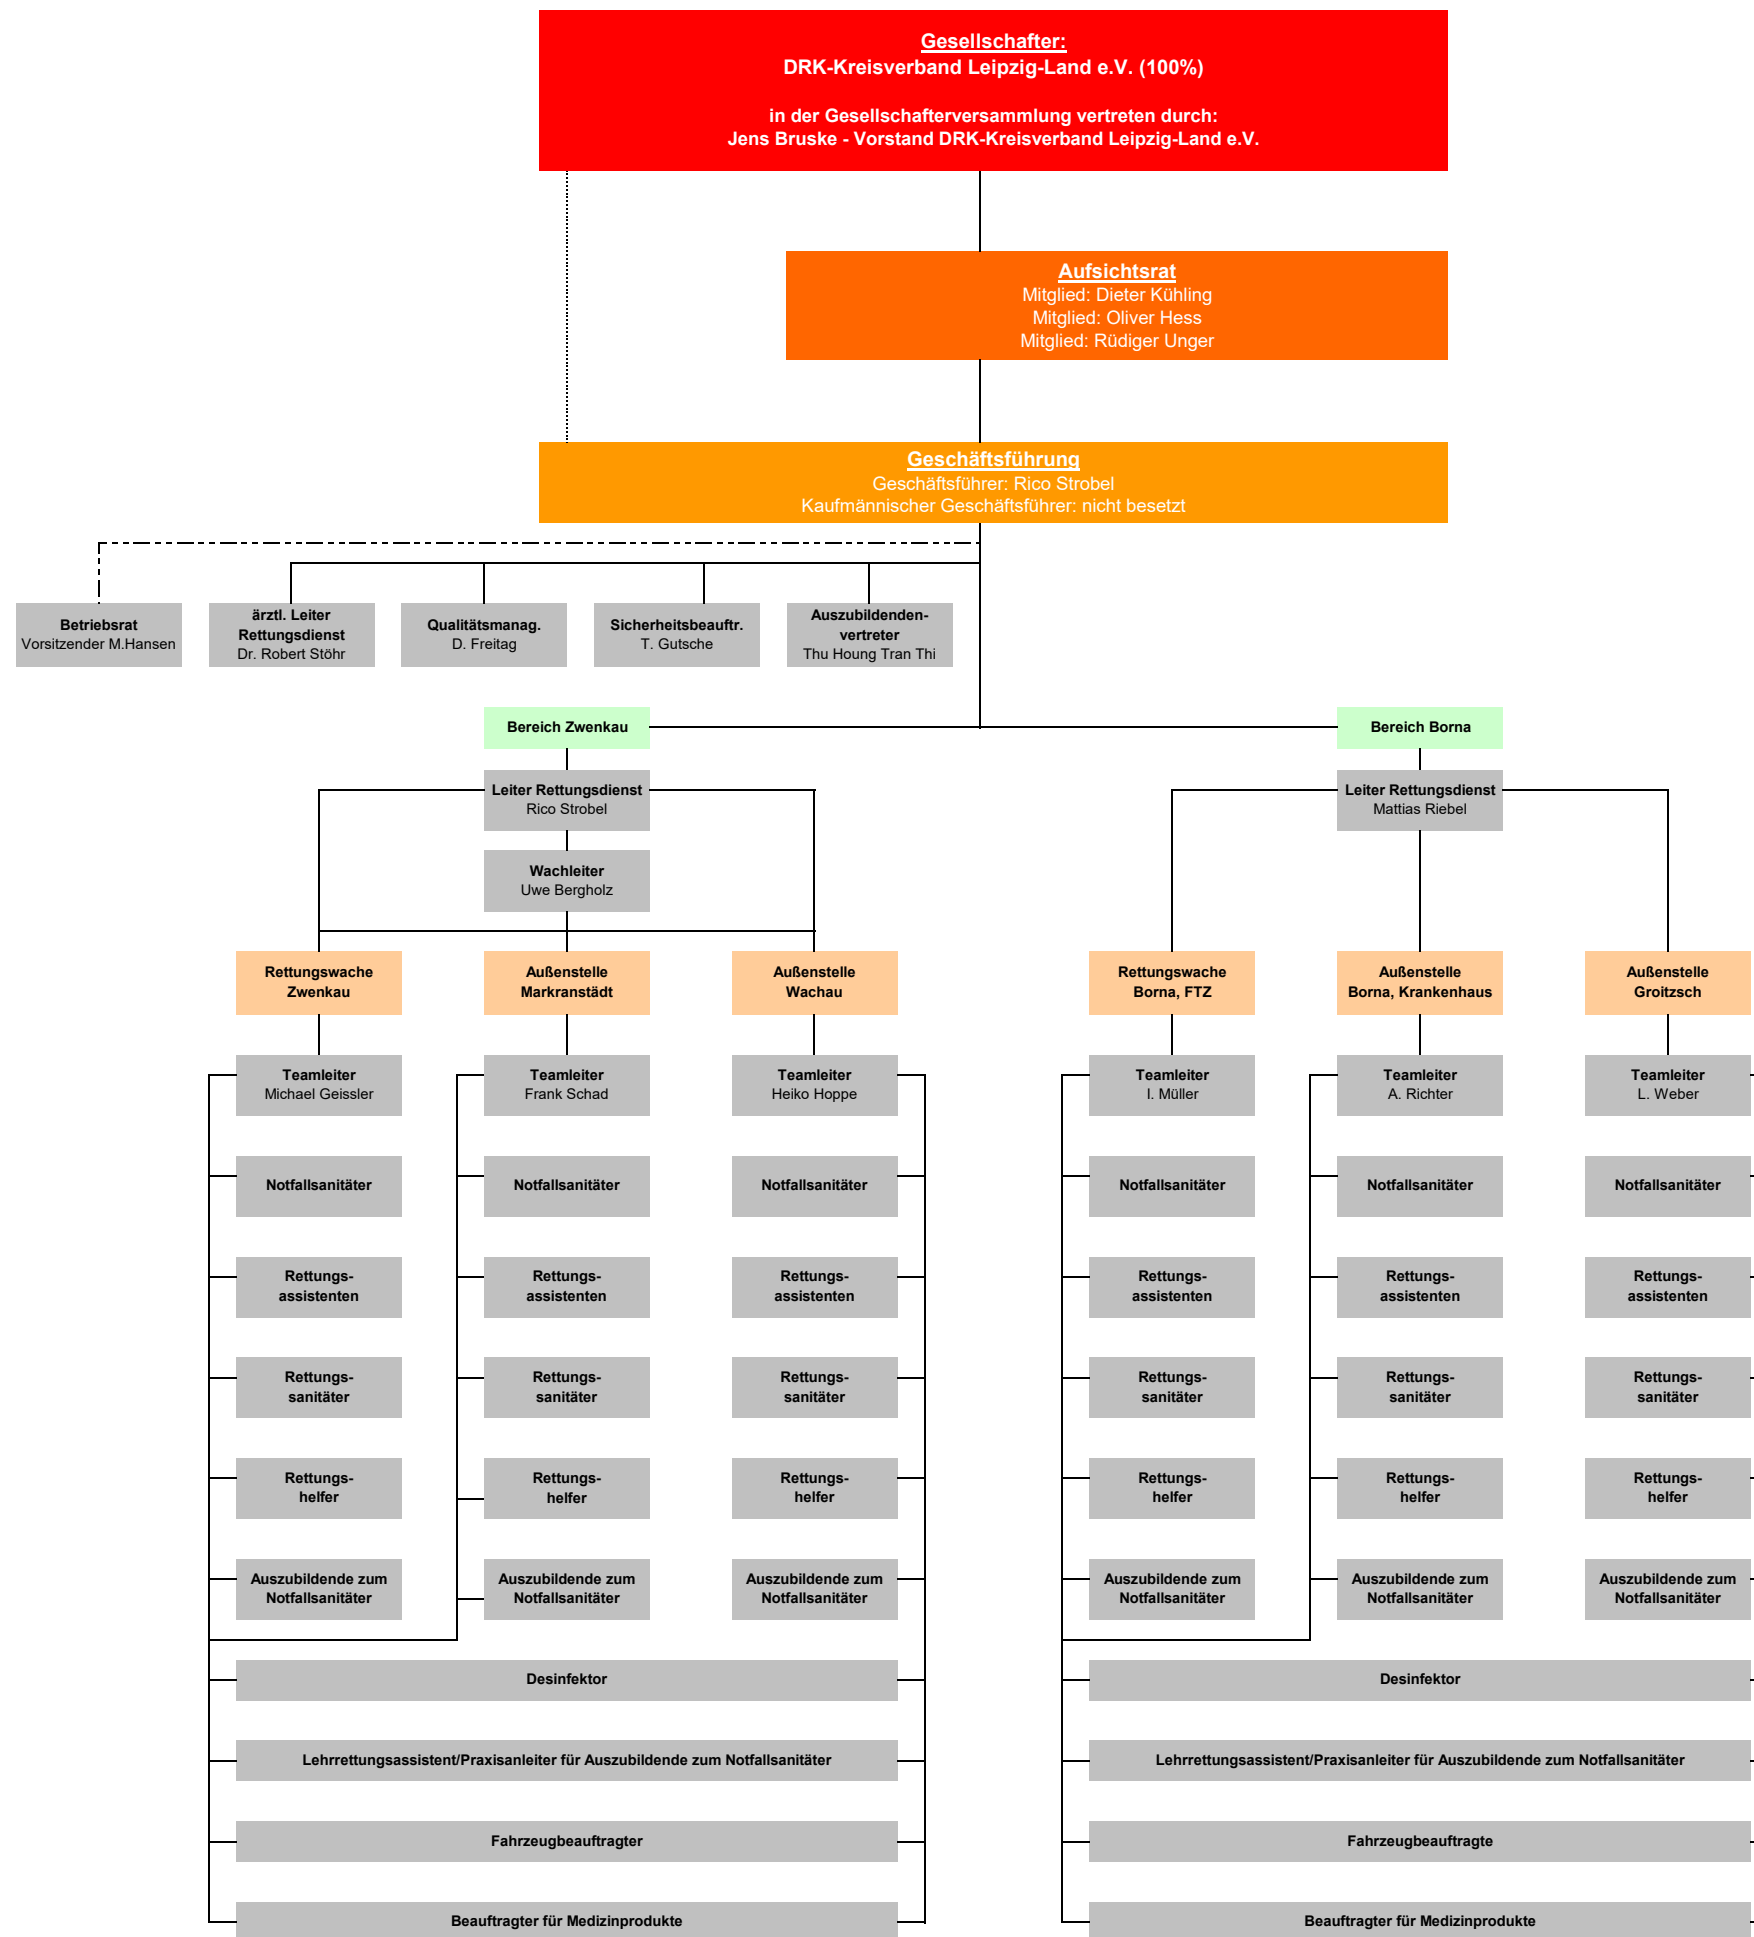 Gesellschafter:
DRK-Kreisverband Leipzig-Land e.V. (100%)
in der Gesellschafterversammlung vertreten durch:
Jens Bruske - Vorstand DRK-Kreisverband Leipzig-Land e.V.
Aufsichtsrat
Mitglied: Dieter Kühling
Mitglied: Oliver Hess
Mitglied: Rüdiger Unger
Geschäftsführung
Geschäftsführer: Rico Strobel
Kaufmännischer Geschäftsführer: nicht besetzt
Betriebsrat
Vorsitzender M.Hansen
ärztl. Leiter
Rettungsdienst
Dr. Robert Stöhr
Qualitätsmanag.
D. Freitag
Sicherheitsbeauftr.
T. Gutsche
Auszubildenden-
vertreter
Thu Houng Tran Thi
Bereich Zwenkau
Bereich Borna
Leiter Rettungsdienst
Rico Strobel
Leiter Rettungsdienst
Mattias Riebel
Wachleiter
Uwe Bergholz
Rettungswache
Zwenkau
Außenstelle
Markranstädt
Außenstelle
Wachau
Rettungswache
Borna, FTZ
Außenstelle
Borna, Krankenhaus
Außenstelle
Groitzsch
Teamleiter
Michael Geissler
Teamleiter
Frank Schad
Teamleiter
Heiko Hoppe
Teamleiter
I. Müller
Teamleiter
A. Richter
Teamleiter
L. Weber
Notfallsanitäter
Notfallsanitäter
Notfallsanitäter
Notfallsanitäter
Notfallsanitäter
Notfallsanitäter
Rettungs-
assistenten
Rettungs-
assistenten
Rettungs-
assistenten
Rettungs-
assistenten
Rettungs-
assistenten
Rettungs-
assistenten
Rettungs-
sanitäter
Rettungs-
sanitäter
Rettungs-
sanitäter
Rettungs-
sanitäter
Rettungs-
sanitäter
Rettungs-
sanitäter
Rettungs-
helfer
Rettungs-
helfer
Rettungs-
helfer
Rettungs-
helfer
Rettungs-
helfer
Rettungs-
helfer
Auszubildende zum
Notfallsanitäter
Auszubildende zum
Notfallsanitäter
Auszubildende zum
Notfallsanitäter
Auszubildende zum
Notfallsanitäter
Auszubildende zum
Notfallsanitäter
Auszubildende zum
Notfallsanitäter
Desinfektor
Desinfektor
Lehrrettungsassistent/Praxisanleiter für Auszubildende zum Notfallsanitäter
Lehrrettungsassistent/Praxisanleiter für Auszubildende zum Notfallsanitäter
Fahrzeugbeauftragter
Fahrzeugbeauftragte
Beauftragter für Medizinprodukte
Beauftragter für Medizinprodukte